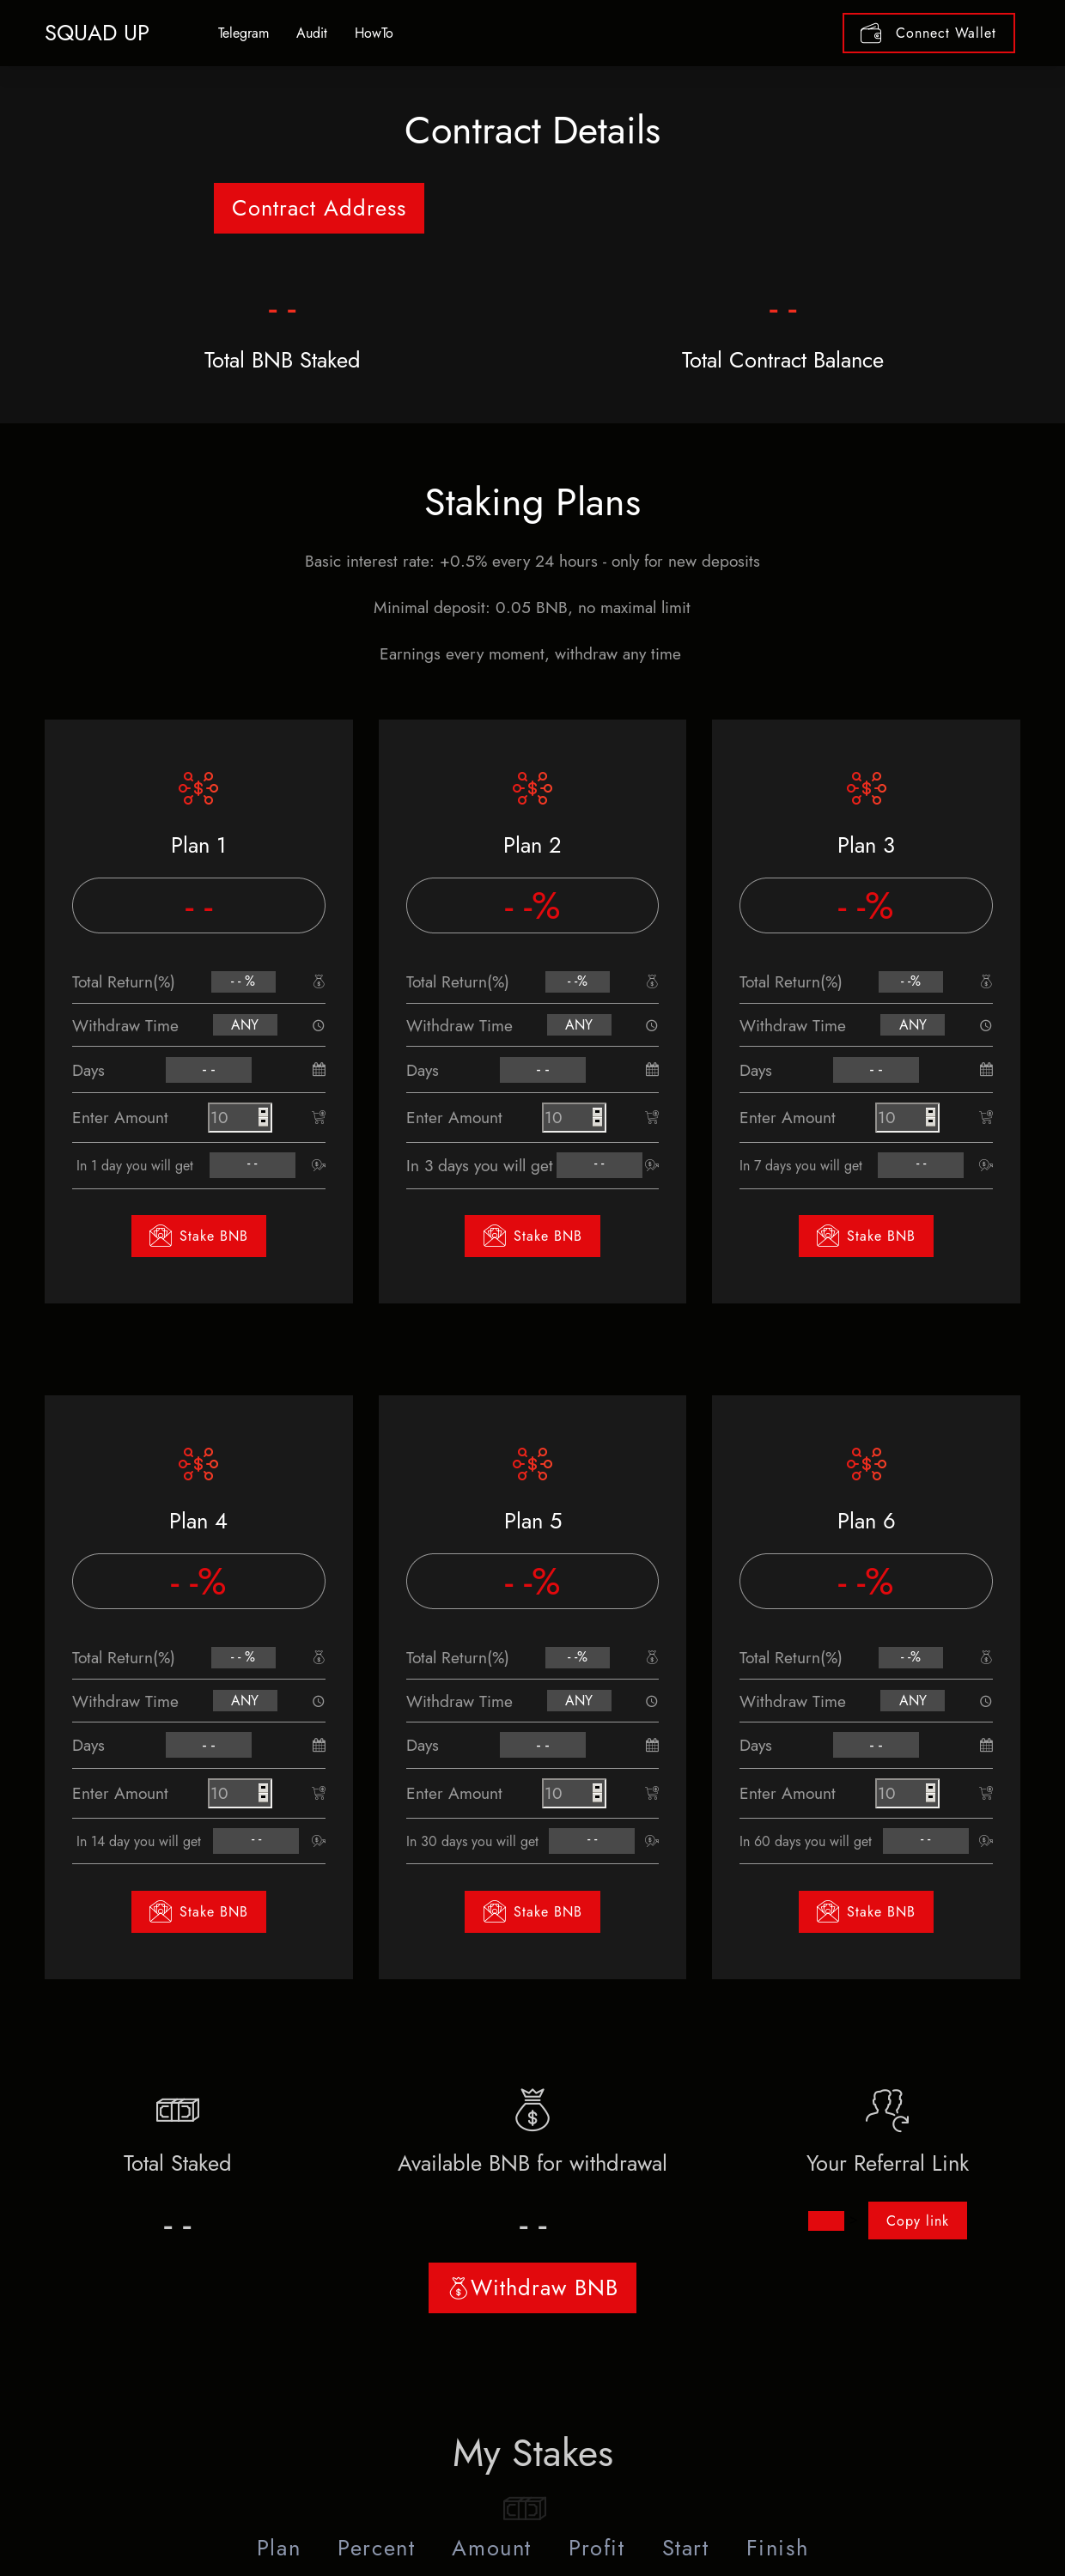 SQUAD UP Telegram Audit HowTo Connect Wallet
Contract Details
Contract Address
- - - -
Total BNB Staked Total Contract Balance
Staking Plans
Basic interest rate: +0.5% every 24 hours - only for new deposits
Minimal deposit: 0.05 BNB, no maximal limit
Earnings every moment, withdraw any time
Plan 1
- -
Total Return(%) - - %
Withdraw Time ANY
Days - -
Enter Amount 10
In 1 day you will get - -
Stake BNB
Plan 2
- -%
Total Return(%) - -%
Withdraw Time ANY
Days - -
Enter Amount 10
In 3 days you will get - -
Stake BNB
Plan 3
- -%
Total Return(%) - -%
Withdraw Time ANY
Days - -
Enter Amount 10
In 7 days you will get - -
Stake BNB
Plan 4
- -%
Total Return(%) - - %
Withdraw Time ANY
Days - -
Enter Amount 10
In 14 day you will get - -
Stake BNB
Plan 5
- -%
Total Return(%) - -%
Withdraw Time ANY
Days - -
Enter Amount 10
In 30 days you will get - -
Stake BNB
Plan 6
- -%
Total Return(%) - -%
Withdraw Time ANY
Days - -
Enter Amount 10
In 60 days you will get - -
Stake BNB
Total Staked
- -
Available BNB for withdrawal
- -
Withdraw BNB
Your Referral Link
Copy link
My Stakes
Plan Percent Amount Profit Start Finish